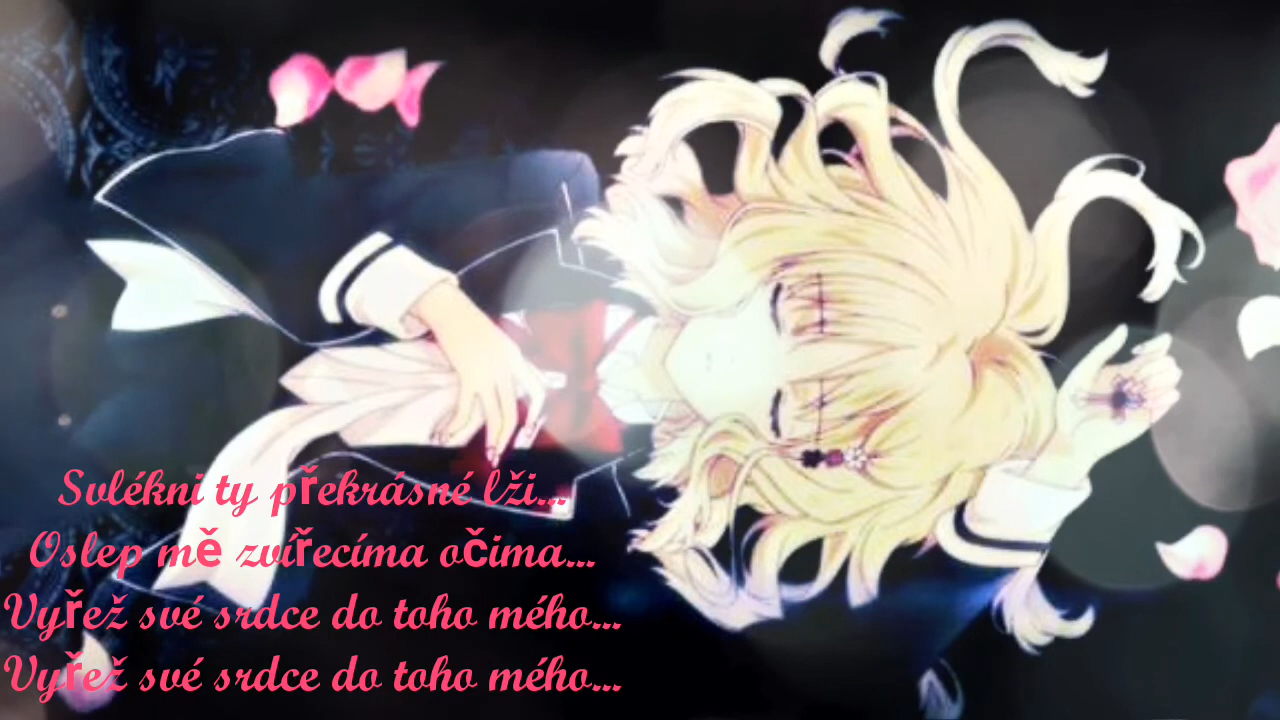 Svlékni ty překrásné lži...
Oslep mě zvířecíma očima...
Vyřež své srdce do toho mého...
Vyřež své srdce do toho mého...